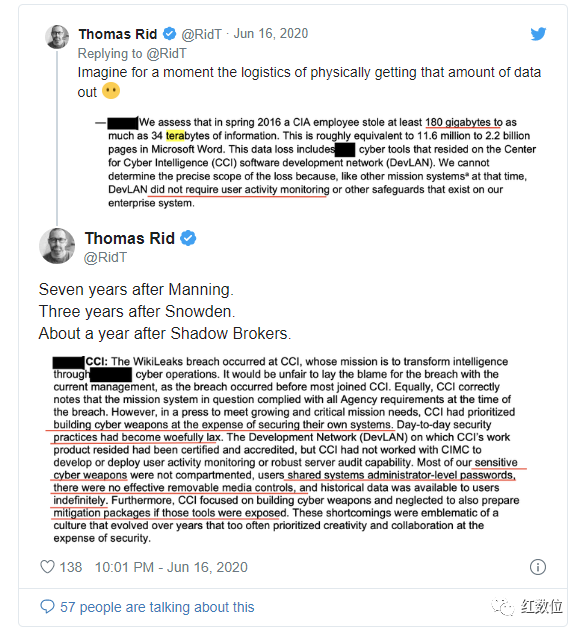 Thomas Rid @RidT · Jun 16, 2020
Replying to @RidT
Imagine for a moment the logistics of physically getting that amount of data
out 😶
— We assess that in spring 2016 a CIA employee stole at least 180 gigabytes to as
much as 34 terabytes of information. This is roughly equivalent to 11.6 million to 2.2 billion
pages in Microsoft Word. This data loss includes cyber tools that resided on the Center
for Cyber Intelligence (CCI) software development network (DevLAN). We cannot
determine the precise scope of the loss because, like other mission systemsᵃ at that time,
DevLAN did not require user activity monitoring or other safeguards that exist on our
enterprise system.
Thomas Rid
@RidT
Seven years after Manning.
Three years after Snowden.
About a year after Shadow Brokers.
CCI: The WikiLeaks breach occurred at CCI, whose mission is to transform intelligence
through cyber operations. It would be unfair to lay the blame for the breach with the
current management, as the breach occurred before most joined CCI. Equally, CCI correctly
notes that the mission system in question complied with all Agency requirements at the time of
the breach. However, in a press to meet growing and critical mission needs, CCI had prioritized
building cyber weapons at the expense of securing their own systems. Day-to-day security
practices had become woefully lax. The Development Network (DevLAN) on which CCI's work
product resided had been certified and accredited, but CCI had not worked with CIMC to
develop or deploy user activity monitoring or robust server audit capability. Most of our sensitive
cyber weapons were not compartmented, users shared systems administrator-level passwords,
there were no effective removable media controls, and historical data was available to users
indefinitely. Furthermore, CCI focused on building cyber weapons and neglected to also prepare
mitigation packages if those tools were exposed. These shortcomings were emblematic of a
culture that evolved over years that too often prioritized creativity and collaboration at the
expense of security.
138 10:01 PM - Jun 16, 2020
57 people are talking about this
红数位